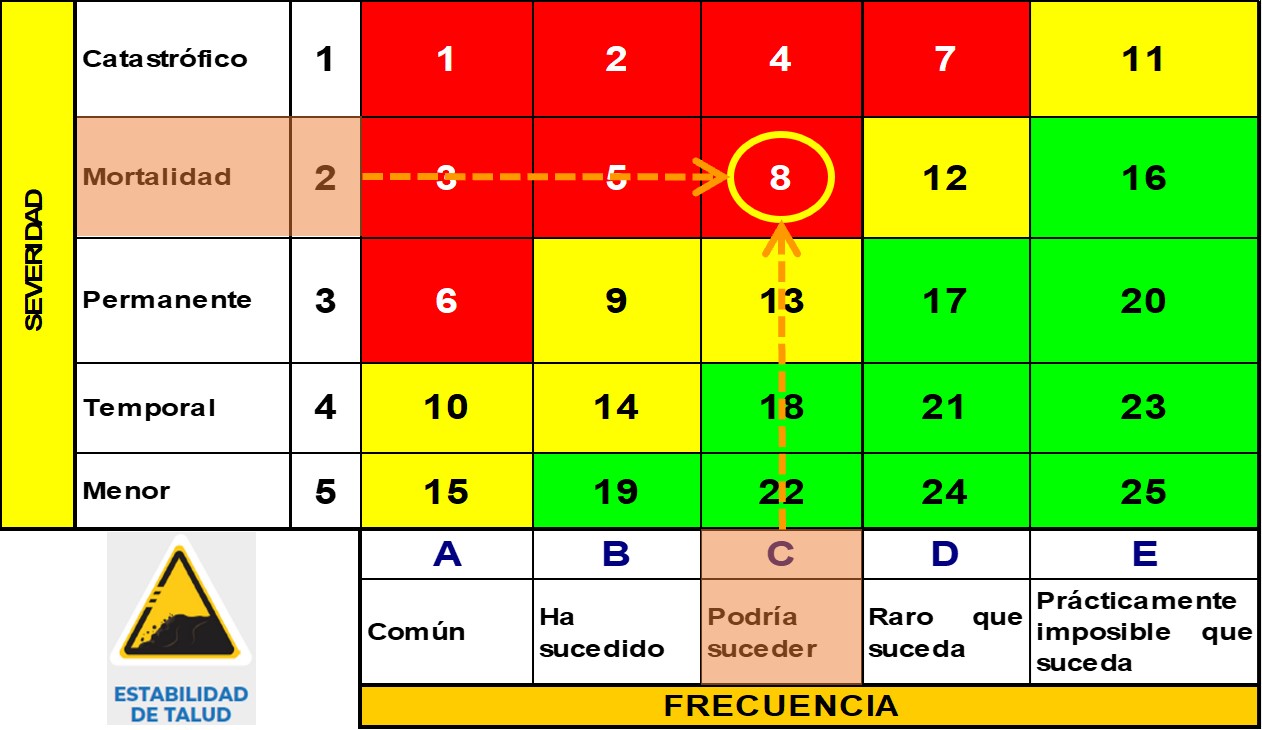 SEVERIDAD
Catastrófico 1 1 2 4 7 11
Mortalidad 2 3 5 8 12 16
Permanente 3 6 9 13 17 20
Temporal 4 10 14 18 21 23
Menor 5 15 19 22 24 25
A B C D E
Común
Ha
sucedido
Podría
suceder
Raro que
suceda
Prácticamente
imposible que
suceda
FRECUENCIA
ESTABILIDAD
DE TALUD